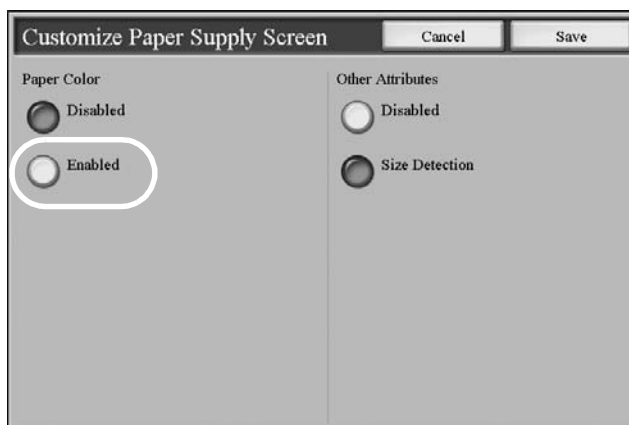 Customize Paper Supply Screen
Cancel
Save
Paper Color
Disabled
Enabled
Other Attributes
Disabled
Size Detection